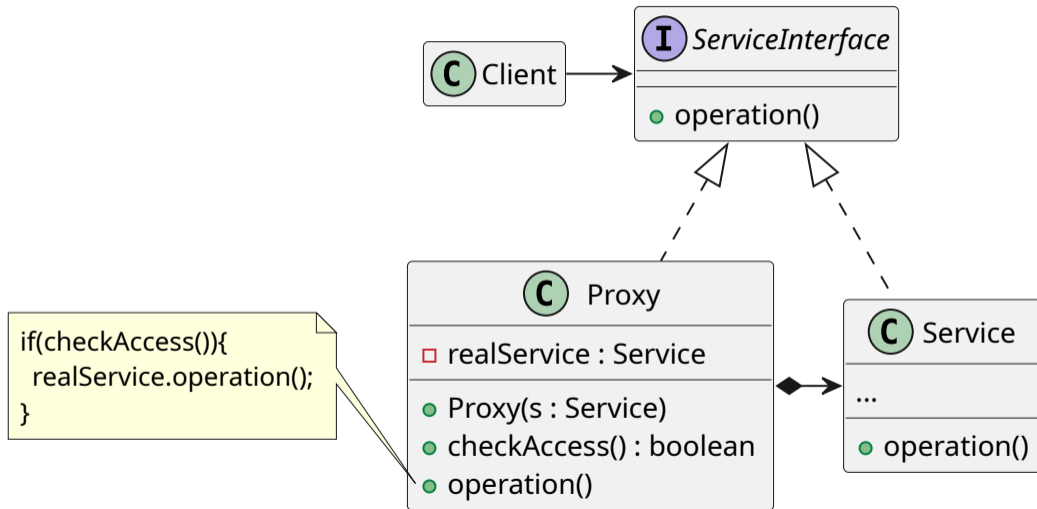 I ServiceInterface
C Client
operation()
C Proxy
C Service
if(checkAccess()){
realService.operation();
}
realService : Service
...
Proxy(s : Service)
checkAccess() : boolean
operation()
operation()